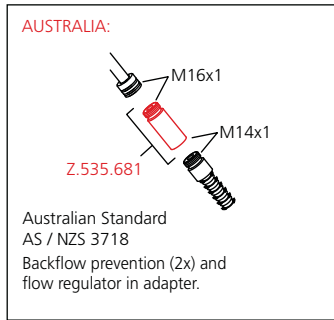 AUSTRALIA:
M16x1
M14x1
Z.535.681
Australian Standard
AS / NZS 3718
Backflow prevention (2x) and
flow regulator in adapter.